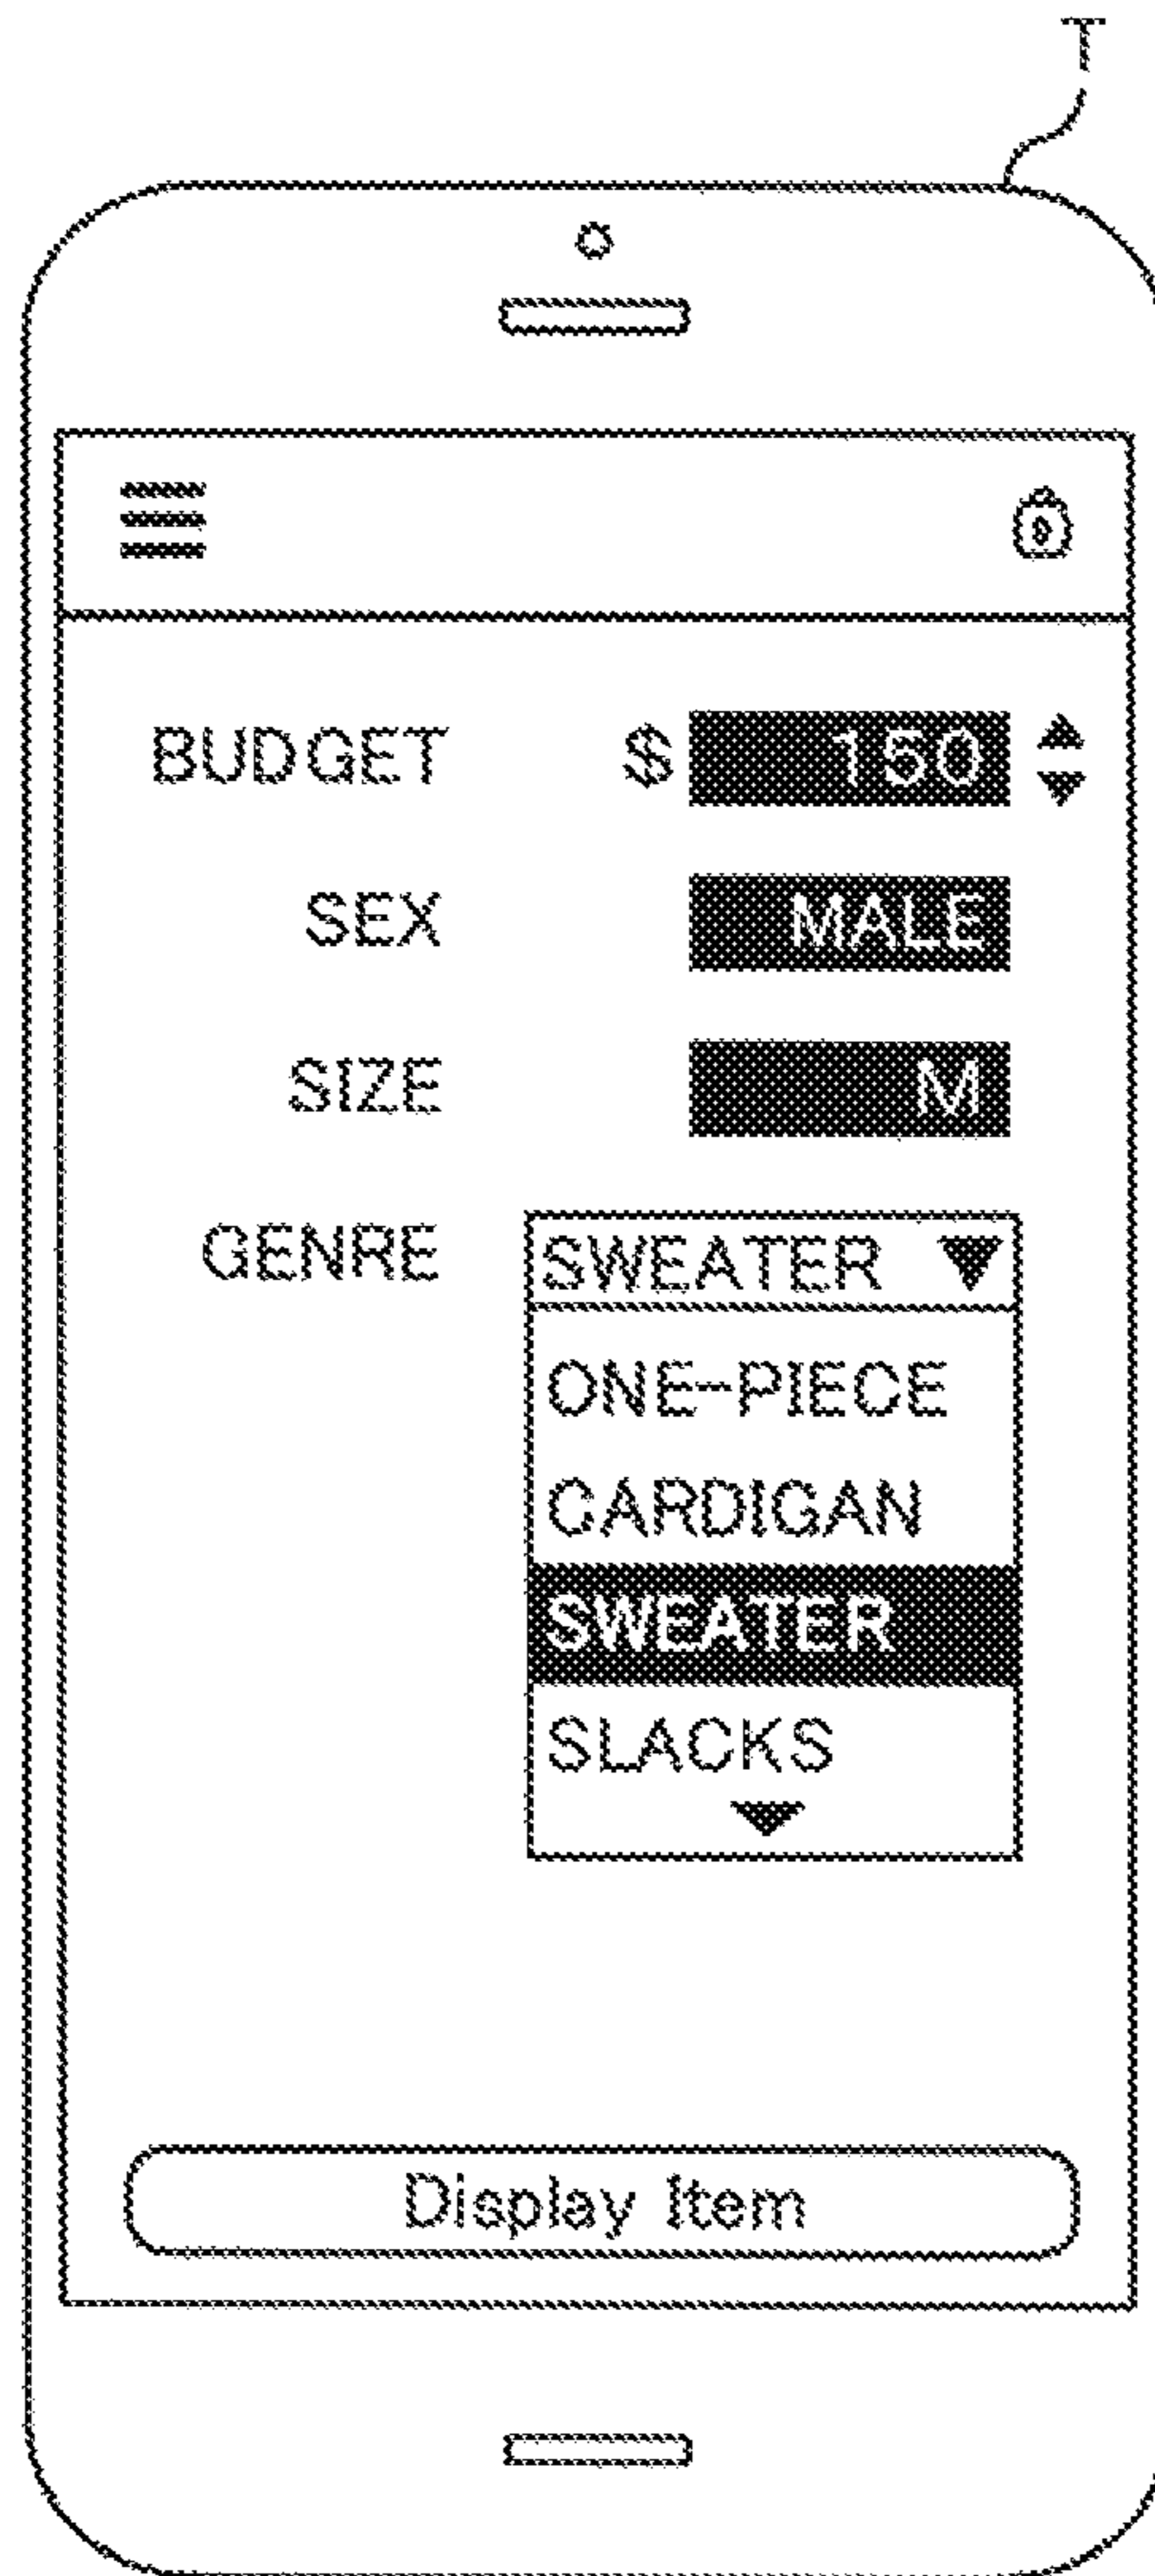 T
BUDGET $ 150
SEX MALE
SIZE M
GENRE SWEATER
ONE-PIECE
CARDIGAN
SWEATER
SLACKS
Display Item